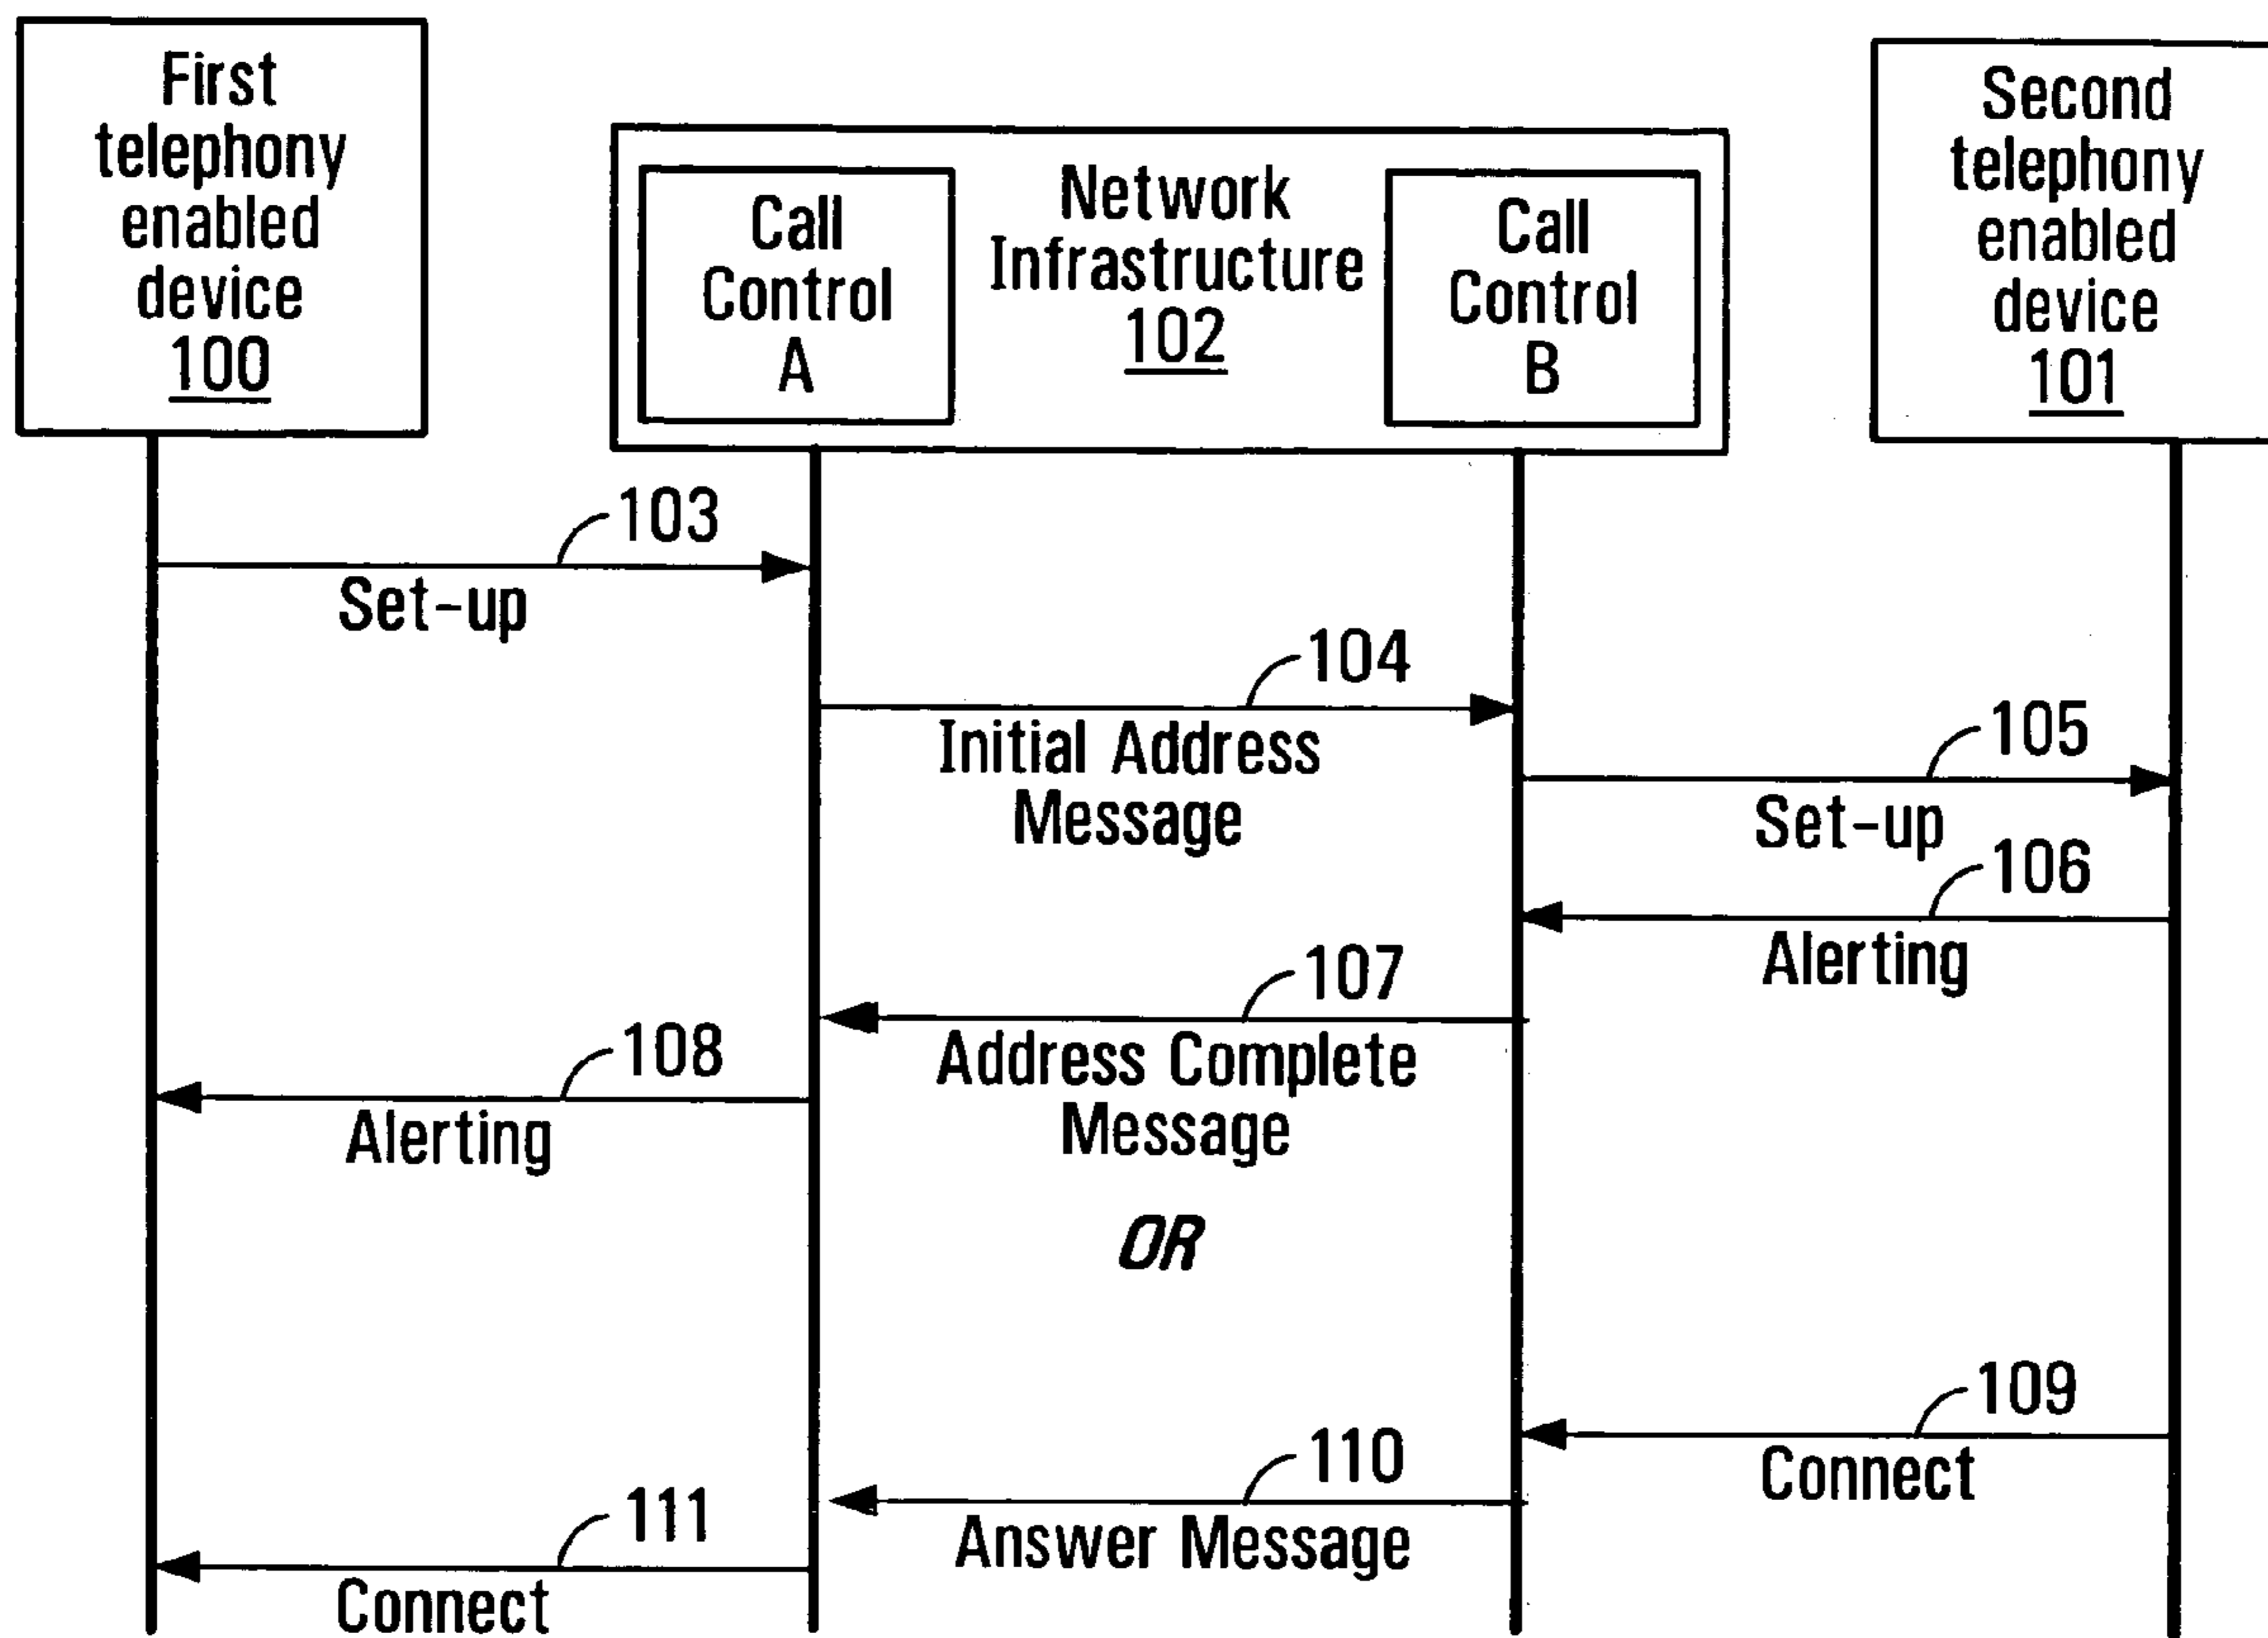 First
telephony
enabled
device
100
Call
Control
A
Network
Infrastructure
102
Call
Control
B
Second
telephony
enabled
device
101
103
Set-up
104
Initial Address
Message
105
Set-up
106
Alerting
107
Address Complete
Message
108
Alerting
OR
109
Connect
110
Answer Message
111
Connect